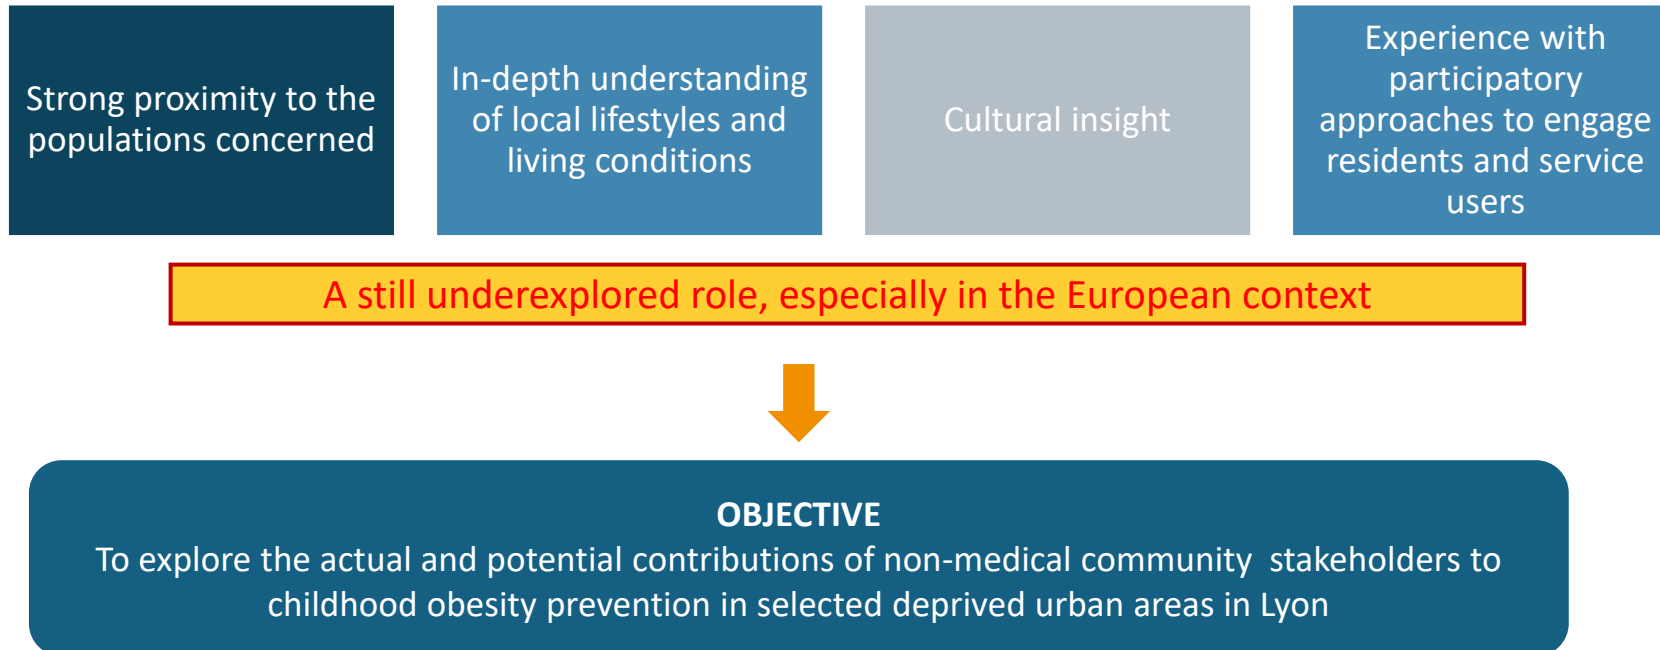 Strong proximity to the
populations concerned
In-depth understanding
of local lifestyles and
living conditions
Cultural insight
Experience with
participatory
approaches to engage
residents and service
users
A still underexplored role, especially in the European context
OBJECTIVE
To explore the actual and potential contributions of non-medical community stakeholders to
childhood obesity prevention in selected deprived urban areas in Lyon